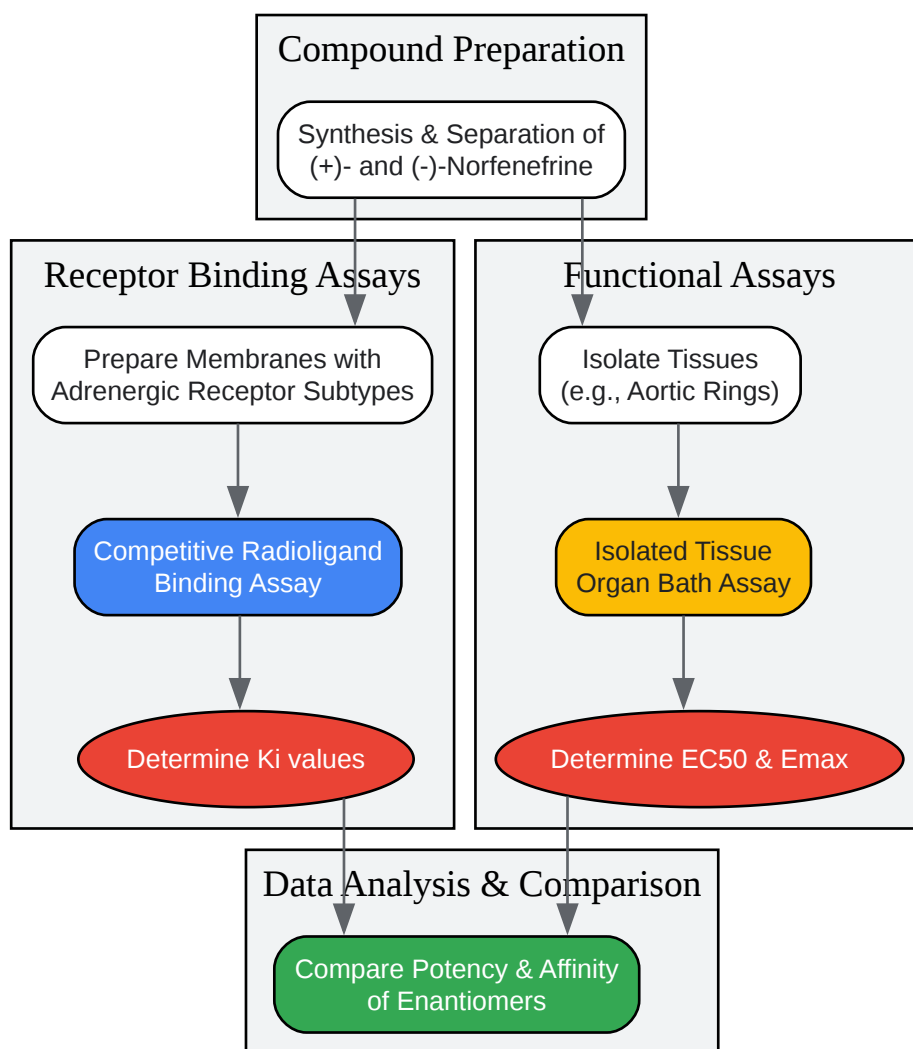 Compound Preparation
Synthesis & Separation of
(+)- and (-)-Norfenefrine
Receptor Binding Assays
Prepare Membranes with
Adrenergic Receptor Subtypes
Competitive Radioligand
Binding Assay
Determine Ki values
Functional Assays
Isolate Tissues
(e.g., Aortic Rings)
Isolated Tissue
Organ Bath Assay
Determine EC50 & Emax
Data Analysis & Comparison
Compare Potency & Affinity
of Enantiomers